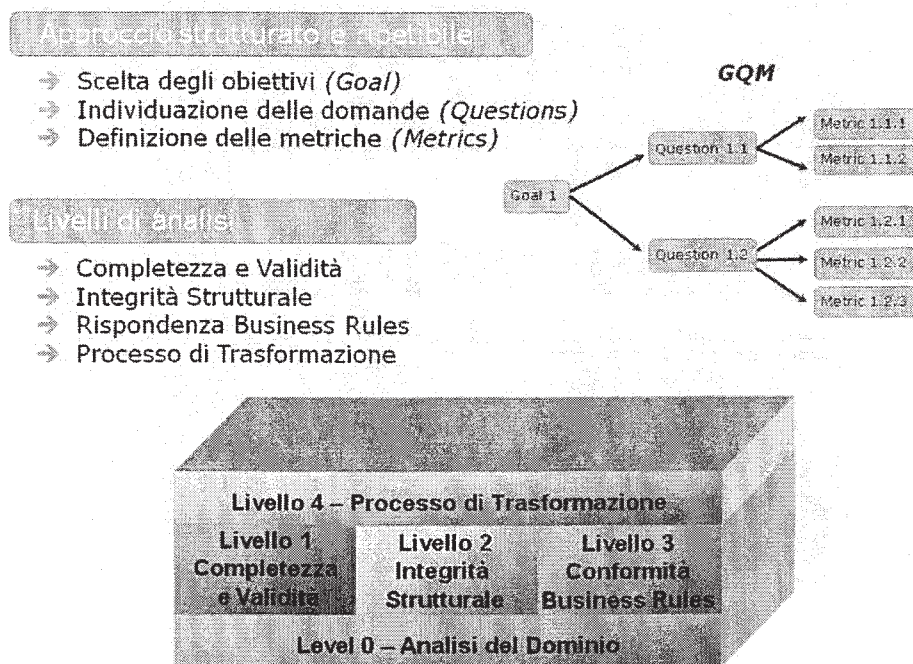 Approccio strutturato e ripetibile
Scelta degli obiettivi (Goal)
Individuazione delle domande (Questions)
Definizione delle metriche (Metrics)
GQM
Goal 1
Question 1.1
Question 1.2
Metric 1.1.1
Metric 1.1.2
Metric 1.2.1
Metric 1.2.2
Metric 1.2.3
Livelli di analisi
Completezza e Validità
Integrità Strutturale
Rispondenza Business Rules
Processo di Trasformazione
Livello 4 – Processo di Trasformazione
Livello 1
Completezza
e Validità
Livello 2
Integrità
Strutturale
Livello 3
Conformità
Business Rules
Level 0 – Analisi del Dominio